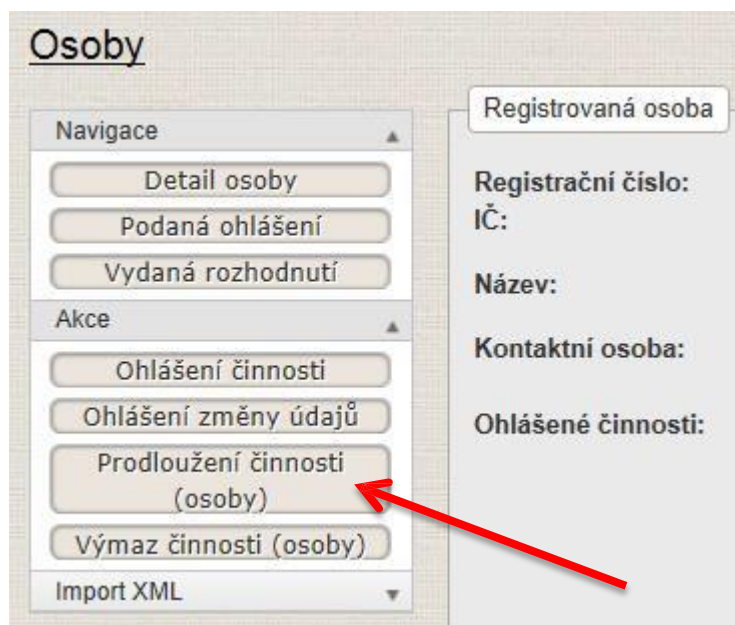 Osoby
Navigace
Detail osoby
Podaná ohlášení
Vydaná rozhodnutí
Akce
Ohlášení činnosti
Ohlášení změny údajů
Prodloužení činnosti
(osoby)
Výmaz činnosti (osoby)
Import XML
Registrovaná osoba
Registrační číslo:
IČ:
Název:
Kontaktní osoba:
Ohlášené činnosti: